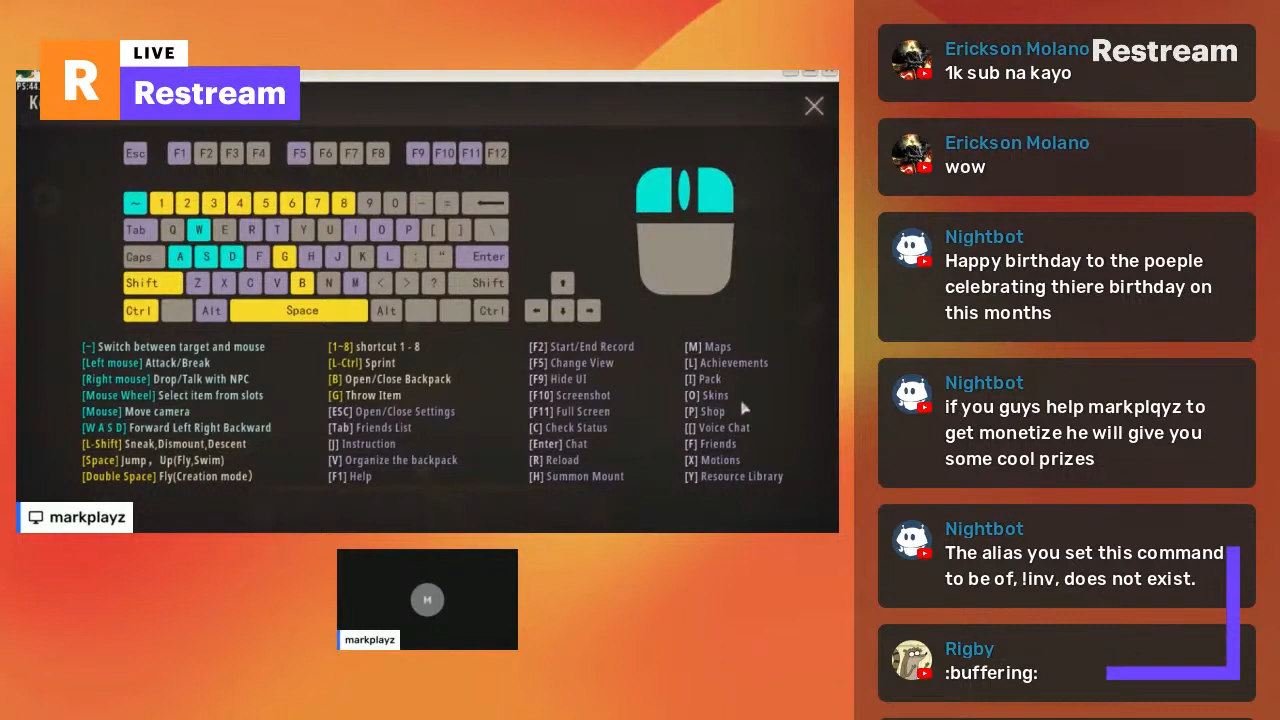 R
LIVE
Restream
PS:44.
K
Esc F1 F2 F3 F4 F5 F6 F7 F8 F9 F10 F11 F12
~ 1 2 3 4 5 6 7 8 9 0 - =
Tab Q W E R T Y U I O P [ ] \
Caps A S D F G H J K L : “ Enter
Shift Z X C V B N M < > ? Shift
Ctrl Alt Space Alt Ctrl
[~] Switch between target and mouse
[Left mouse] Attack/Break
[Right mouse] Drop/Talk with NPC
[Mouse Wheel] Select item from slots
[Mouse] Move camera
[W A S D] Forward Left Right Backward
[L-Shift] Sneak,Dismount,Descent
[Space] Jump, Up(Fly,Swim)
[Double Space] Fly(Creation mode)
[1~8] shortcut 1 - 8
[L-Ctrl] Sprint
[B] Open/Close Backpack
[G] Throw Item
[ESC] Open/Close Settings
[Tab] Friends List
[J] Instruction
[V] Organize the backpack
[F1] Help
[F2] Start/End Record
[F5] Change View
[F9] Hide UI
[F10] Screenshot
[F11] Full Screen
[C] Check Status
[Enter] Chat
[R] Reload
[H] Summon Mount
[M] Maps
[L] Achievements
[I] Pack
[O] Skins
[P] Shop
[[] Voice Chat
[F] Friends
[X] Motions
[Y] Resource Library
markplayz
M
markplayz
Restream
Erickson Molano
1k sub na kayo
Erickson Molano
wow
Nightbot
Happy birthday to the poeple
celebrating thiere birthday on
this months
Nightbot
if you guys help markplqyz to
get monetize he will give you
some cool prizes
Nightbot
The alias you set this command
to be of, !inv, does not exist.
Rigby
:buffering: